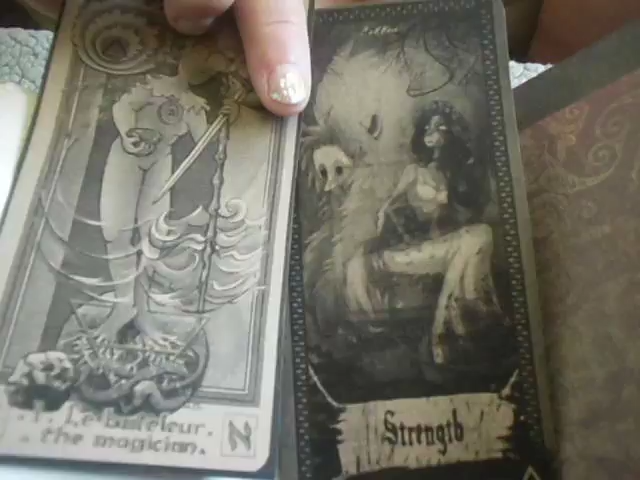 I. Le bateleur.
the magician.
Strength